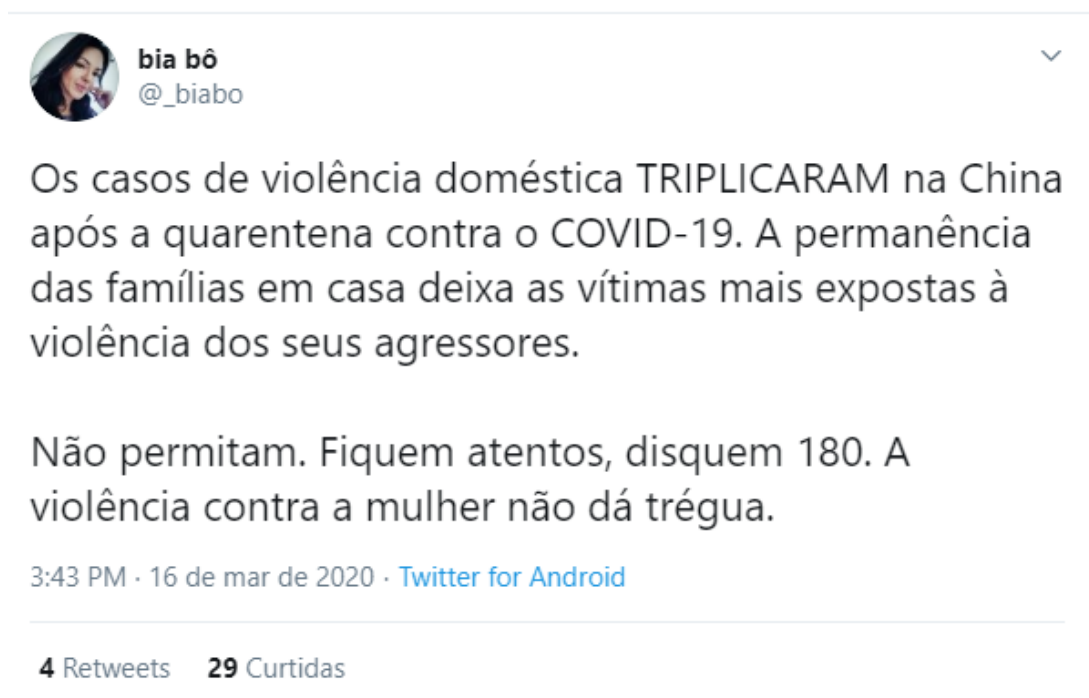 bia bô
@_biabo
Os casos de violência doméstica TRIPLICARAM na China
após a quarentena contra o COVID-19. A permanência
das famílias em casa deixa as vítimas mais expostas à
violência dos seus agressores.
Não permitam. Fiquem atentos, disquem 180. A
violência contra a mulher não dá trégua.
3:43 PM · 16 de mar de 2020 · Twitter for Android
4 Retweets 29 Curtidas